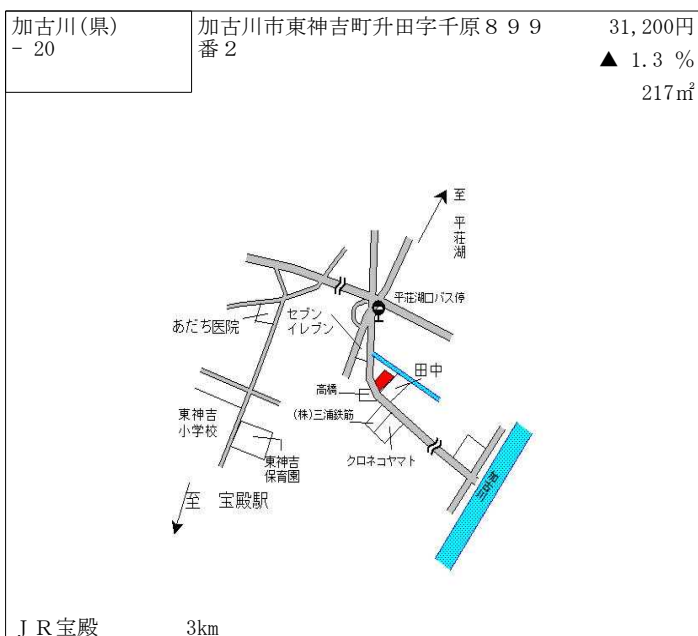 加古川(県)
- 20
加古川市東神吉町升田字千原８９９
番２
31,200円
▲ 1.3 %
217㎡
至
平荘湖
平荘湖口バス停
セブン
イレブン
あだち医院
田中
高橋
(株)三浦鉄筋
クロネコヤマト
東神吉
小学校
東神吉
保育園
加古川
至 宝殿駅
ＪＲ宝殿 3km